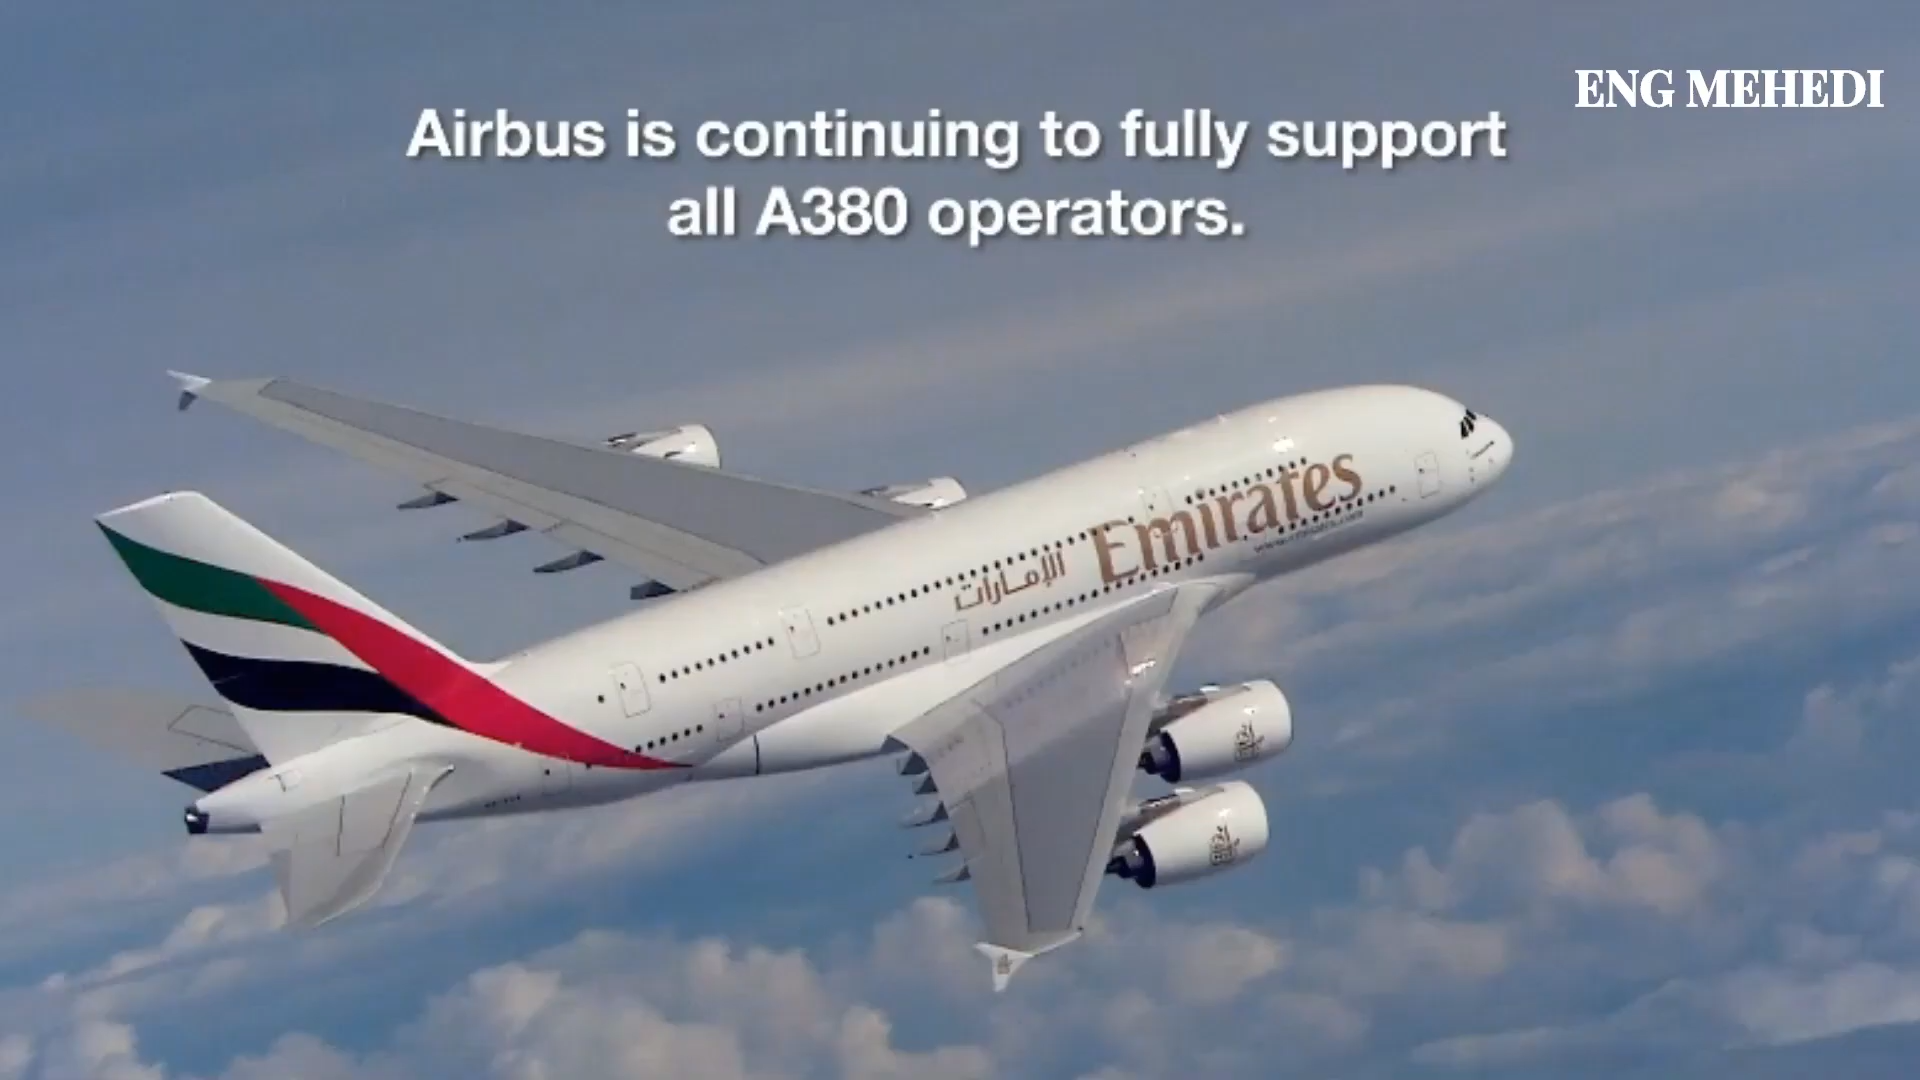 ENG MEHEDI
Airbus is continuing to fully support
all A380 operators.
Emirates
الإمارات